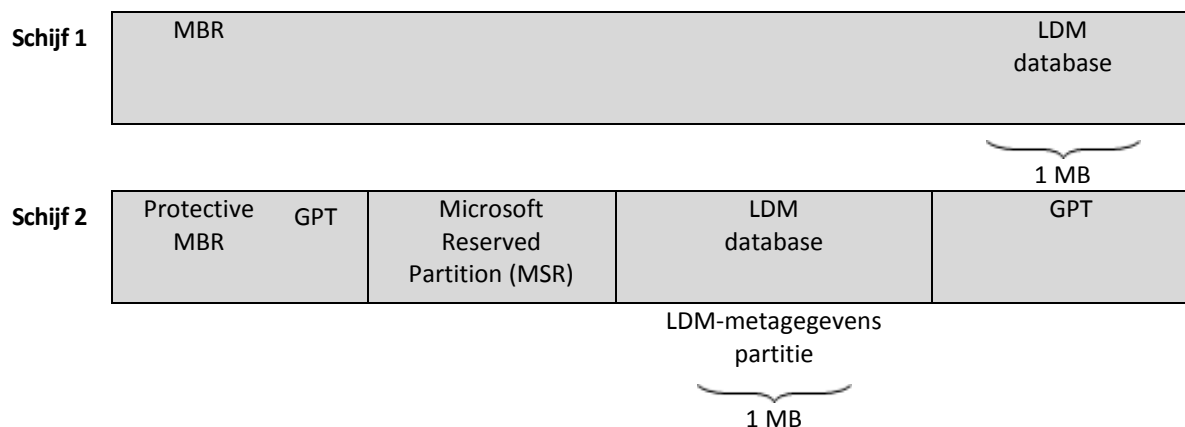 Schijf 1
MBR
LDM
database
1 MB
Schijf 2
Protective
MBR
GPT
Microsoft
Reserved
Partition (MSR)
LDM
database
GPT
LDM-metagegevens
partitie
1 MB